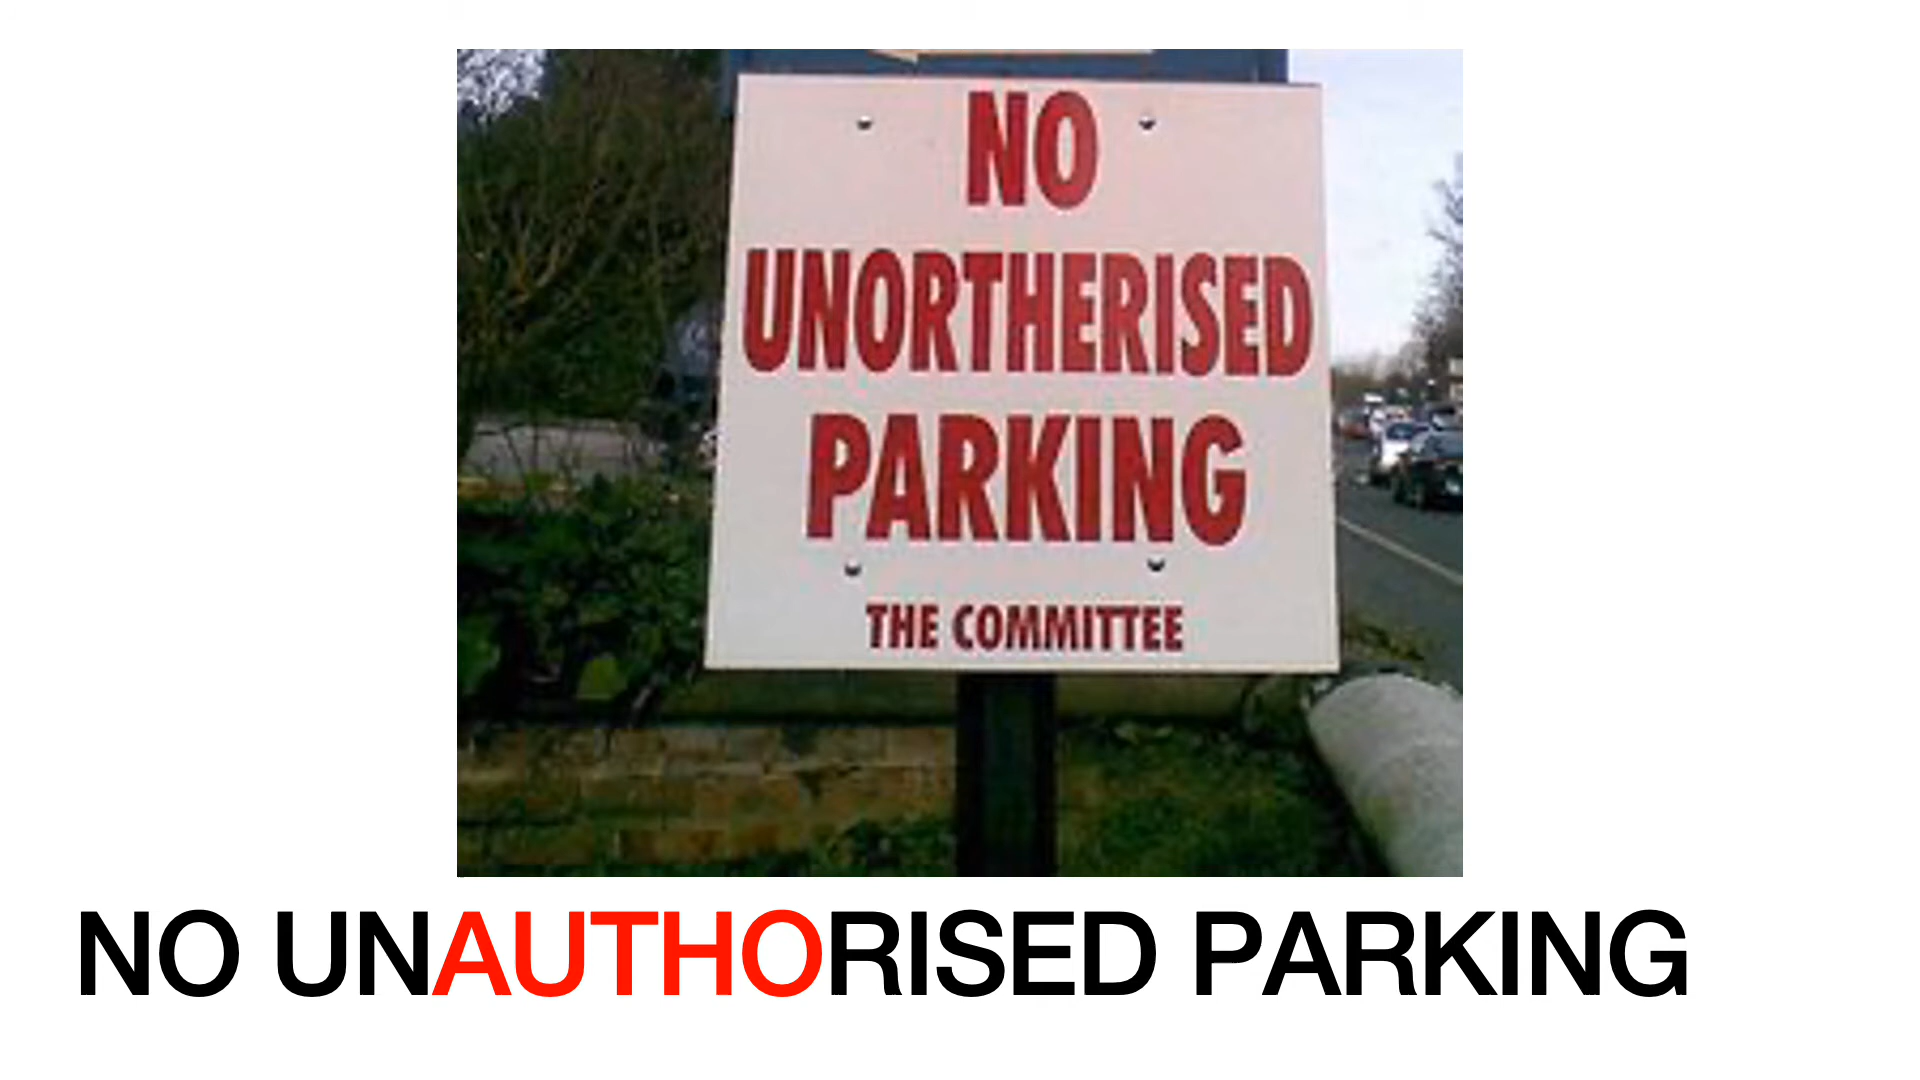 NO
UNORTHERISED
PARKING
THE COMMITTEE
NO UNAUTHORISED PARKING